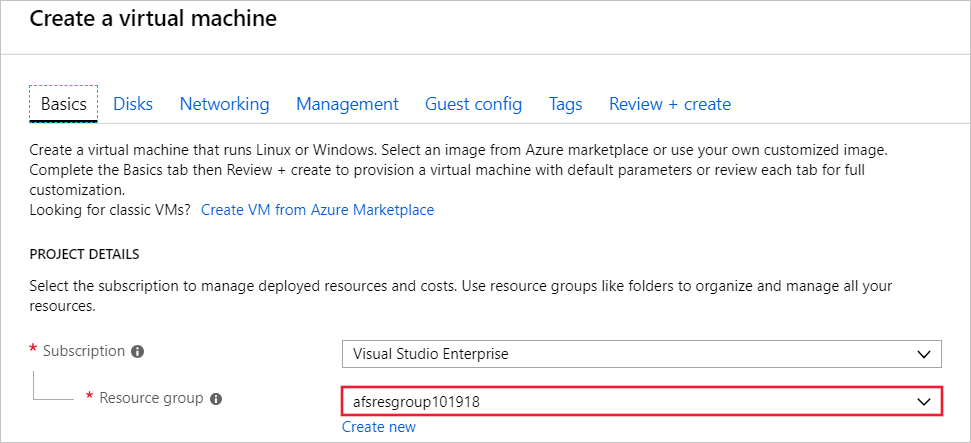 Create a virtual machine
Basics Disks Networking Management Guest config Tags Review + create
Create a virtual machine that runs Linux or Windows. Select an image from Azure marketplace or use your own customized image.
Complete the Basics tab then Review + create to provision a virtual machine with default parameters or review each tab for full
customization.
Looking for classic VMs? Create VM from Azure Marketplace
PROJECT DETAILS
Select the subscription to manage deployed resources and costs. Use resource groups like folders to organize and manage all your
resources.
* Subscription Visual Studio Enterprise
* Resource group afsresgroup101918
Create new